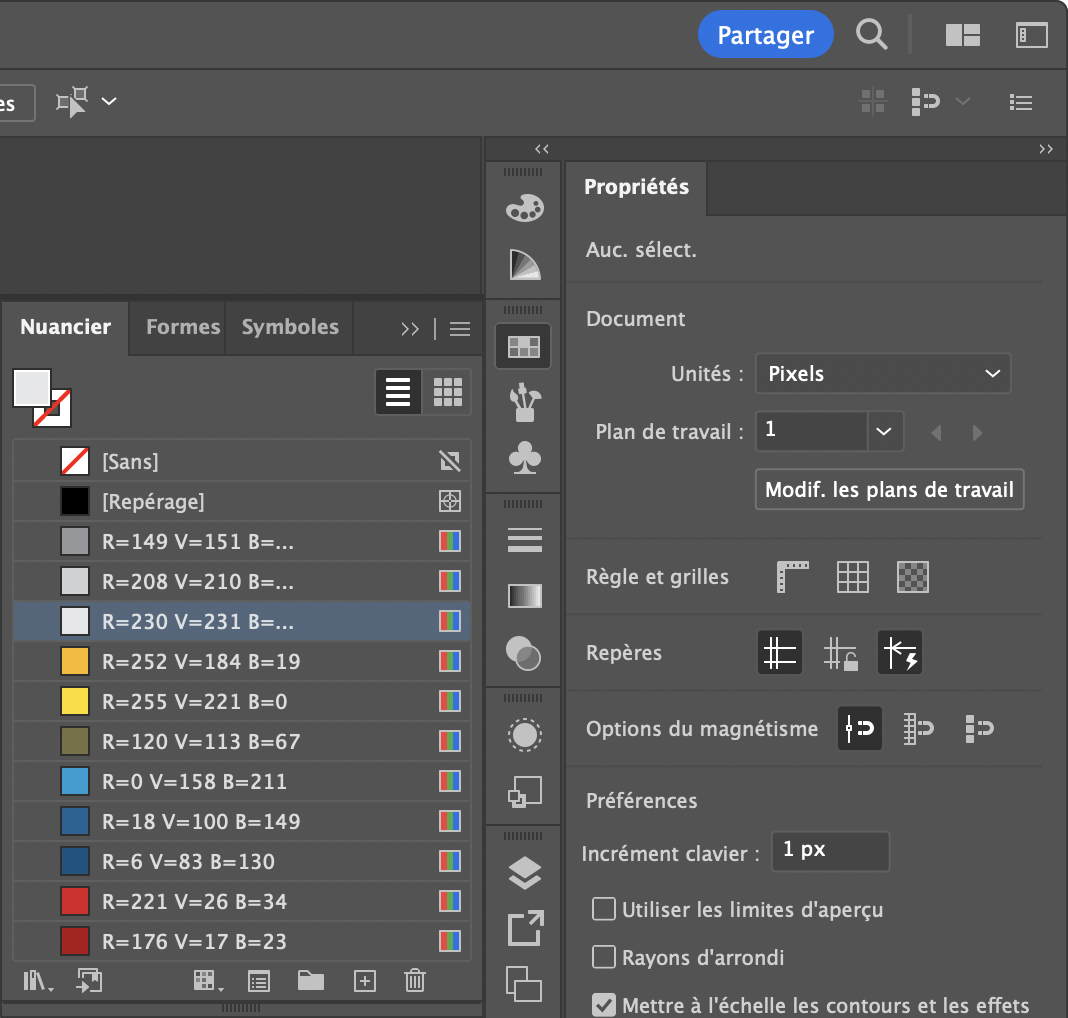 Partager
es
Propriétés
Auc. sélect.
Document
Unités :
Pixels
Plan de travail :
1
Modif. les plans de travail
Règle et grilles
Repères
Options du magnétisme
Préférences
Incrément clavier :
1 px
Utiliser les limites d'aperçu
Rayons d'arrondi
Mettre à l'échelle les contours et les effets
Nuancier
Formes
Symboles
[Sans]
[Repérage]
R=149 V=151 B=...
R=208 V=210 B=...
R=230 V=231 B=...
R=252 V=184 B=19
R=255 V=221 B=0
R=120 V=113 B=67
R=0 V=158 B=211
R=18 V=100 B=149
R=6 V=83 B=130
R=221 V=26 B=34
R=176 V=17 B=23